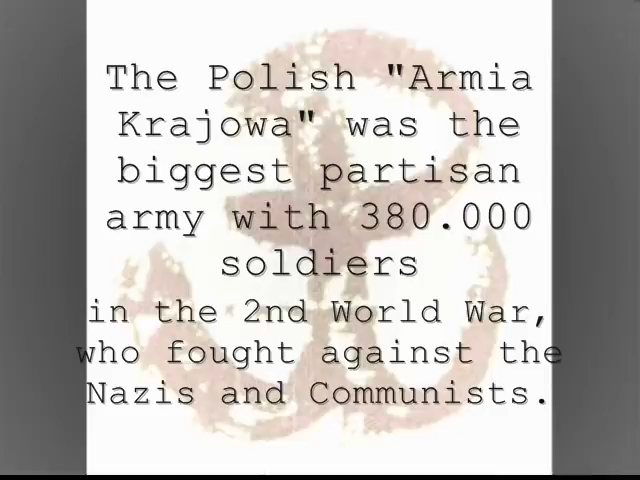 The Polish "Armia
Krajowa" was the
biggest partisan
army with 380.000
soldiers
in the 2nd World War,
who fought against the
Nazis and Communists.